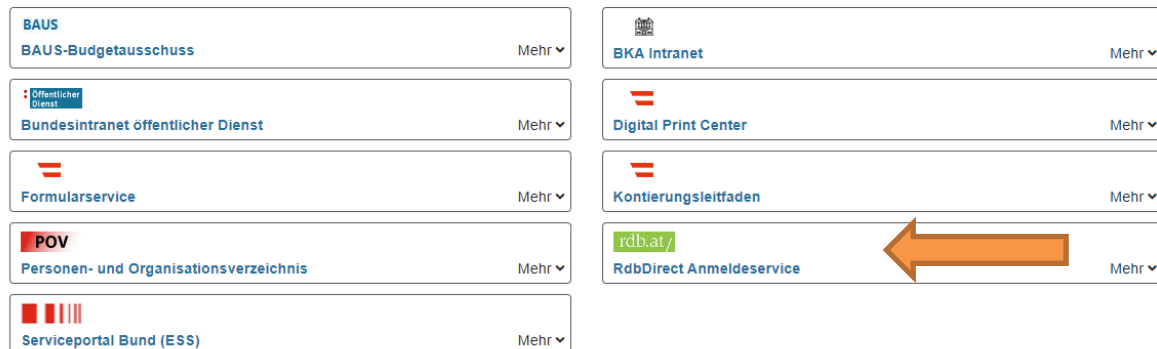 BAUS
BAUS-Budgetausschuss Mehr
BKA Intranet Mehr
Öffentlicher
Dienst
Bundesintranet öffentlicher Dienst Mehr
Digital Print Center Mehr
Formularservice Mehr
Kontierungsleitfaden Mehr
POV
Personen- und Organisationsverzeichnis Mehr
rdb.at/
RdbDirect Anmeldeservice Mehr
Serviceportal Bund (ESS) Mehr